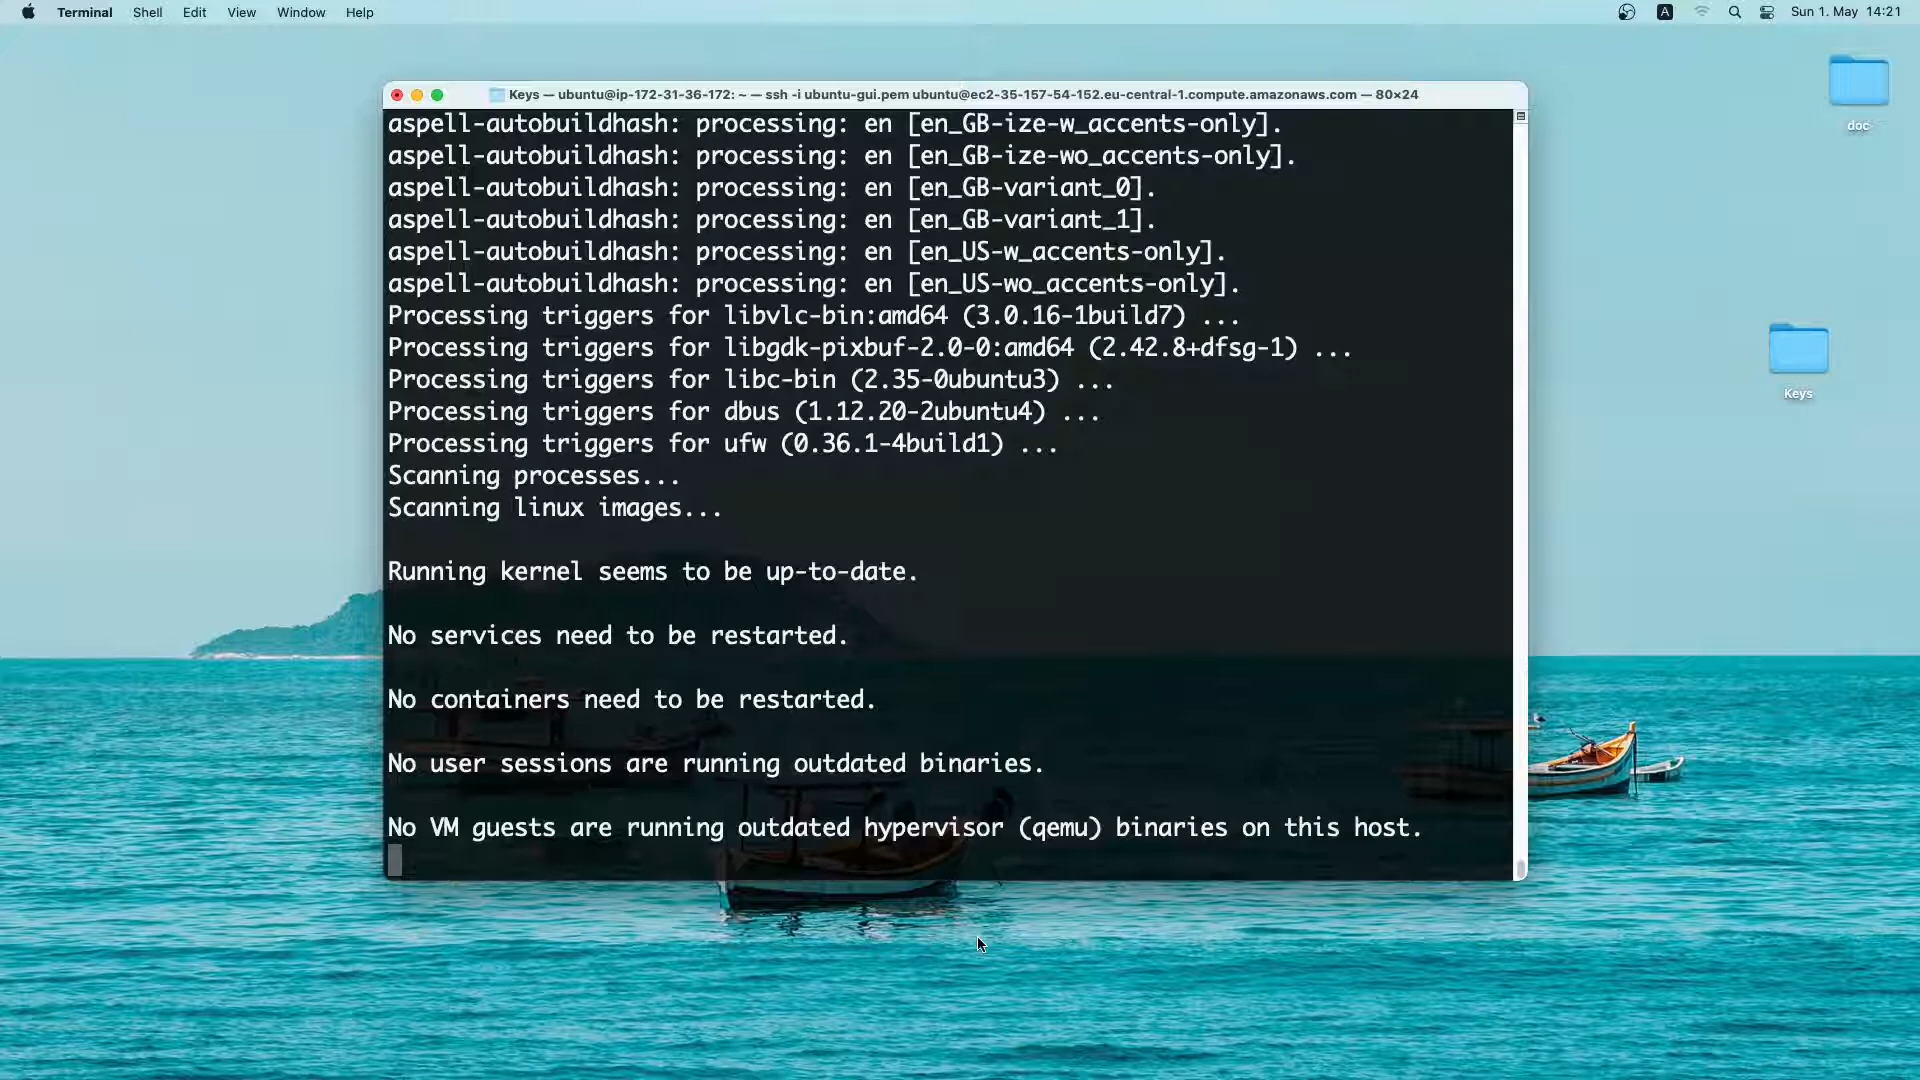 Terminal Shell Edit View Window Help
A Sun 1. May 14:21
Keys — ubuntu@ip-172-31-36-172: ~ — ssh -i ubuntu-gui.pem ubuntu@ec2-35-157-54-152.eu-central-1.compute.amazonaws.com — 80×24
aspell-autobuildhash: processing: en [en_GB-ize-w_accents-only].
aspell-autobuildhash: processing: en [en_GB-ize-wo_accents-only].
aspell-autobuildhash: processing: en [en_GB-variant_0].
aspell-autobuildhash: processing: en [en_GB-variant_1].
aspell-autobuildhash: processing: en [en_US-w_accents-only].
aspell-autobuildhash: processing: en [en_US-wo_accents-only].
Processing triggers for libvlc-bin:amd64 (3.0.16-1build7) ...
Processing triggers for libgdk-pixbuf-2.0-0:amd64 (2.42.8+dfsg-1) ...
Processing triggers for libc-bin (2.35-0ubuntu3) ...
Processing triggers for dbus (1.12.20-2ubuntu4) ...
Processing triggers for ufw (0.36.1-4build1) ...
Scanning processes...
Scanning linux images...
Running kernel seems to be up-to-date.
No services need to be restarted.
No containers need to be restarted.
No user sessions are running outdated binaries.
No VM guests are running outdated hypervisor (qemu) binaries on this host.
doc
Keys